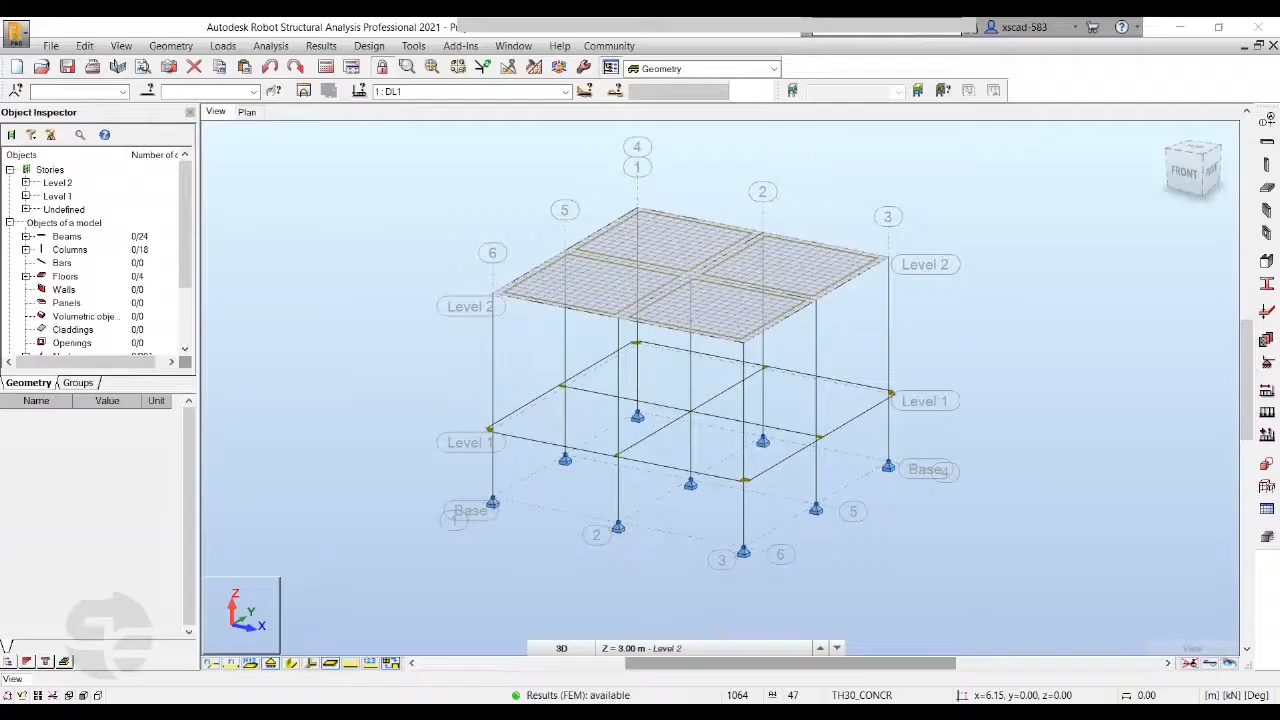 Autodesk Robot Structural Analysis Professional 2021 - P
xscad-583
PRO
File Edit View Geometry Loads Analysis Results Design Tools Add-Ins Window Help Community
Geometry
1 : DL1
Object Inspector
View Plan
Objects Number of c
Stories
Level 2
Level 1
Undefined
Objects of a model
Beams 0/24
Columns 0/18
Bars 0/0
Floors 0/4
Walls 0/0
Panels 0/0
Volumetric obje... 0/0
Claddings 0/0
Openings 0/0
Geometry Groups
Name Value Unit
4
1
2
5
3
6
FRONT
Level 2
Level 2
Level 1
Level 1
Base 4
Base
1
5
2
3 6
Z
Y
X
3D Z = 3.00 m - Level 2
View
View
Results (FEM): available 1064 47 TH30_CONCR x=6.15, y=0.00, z=0.00 0.00 [m] [kN] [Deg]